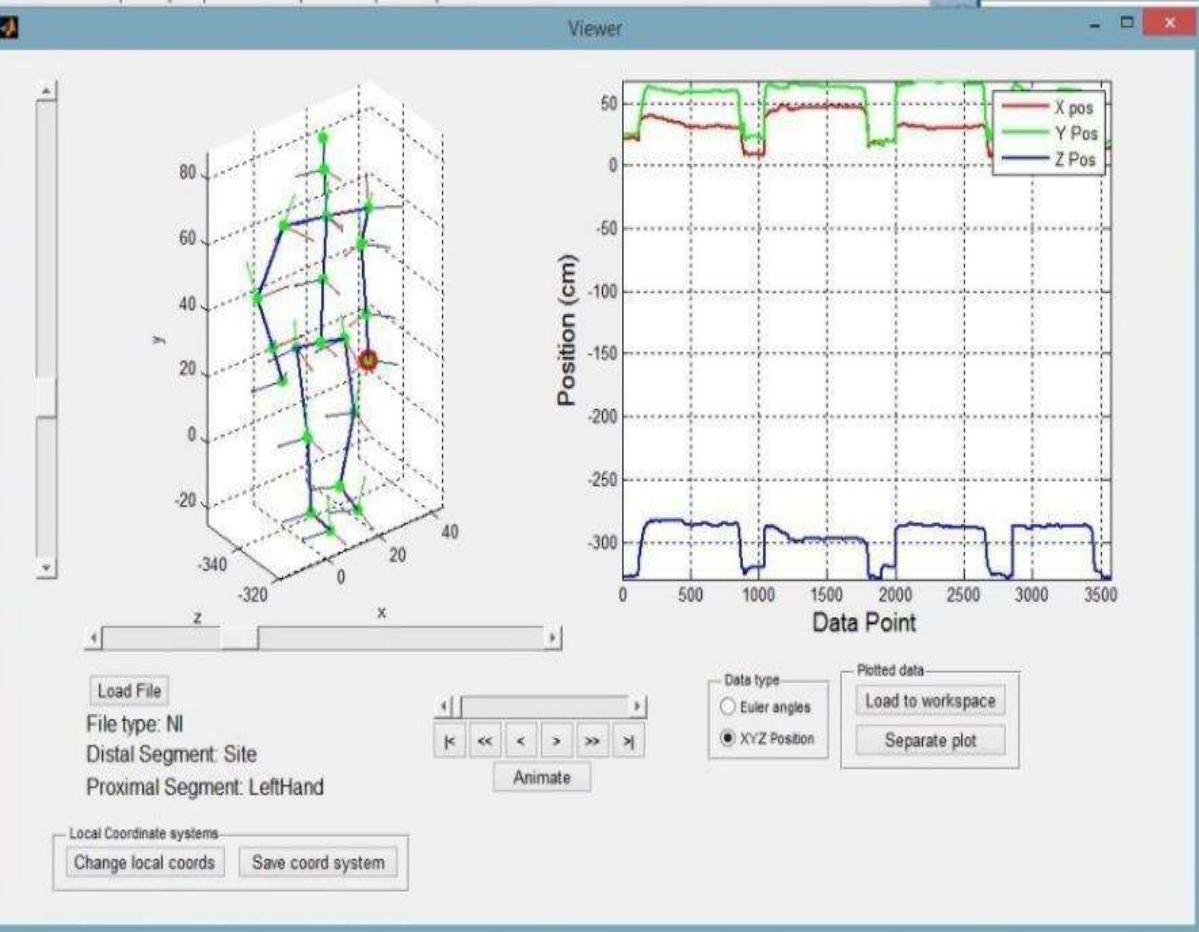 Viewer
80
60
40
20
0
-20
y
-340
-320
z
0
20
40
x
50
0
-50
-100
-150
-200
-250
-300
Position (cm)
0 500 1000 1500 2000 2500 3000 3500
Data Point
X pos
Y Pos
Z Pos
Load File
File type: NI
Distal Segment: Site
Proximal Segment: LeftHand
|< << < > >> >|
Animate
Data type
Euler angles
XYZ Position
Plotted data
Load to workspace
Separate plot
Local Coordinate systems
Change local coords Save coord system